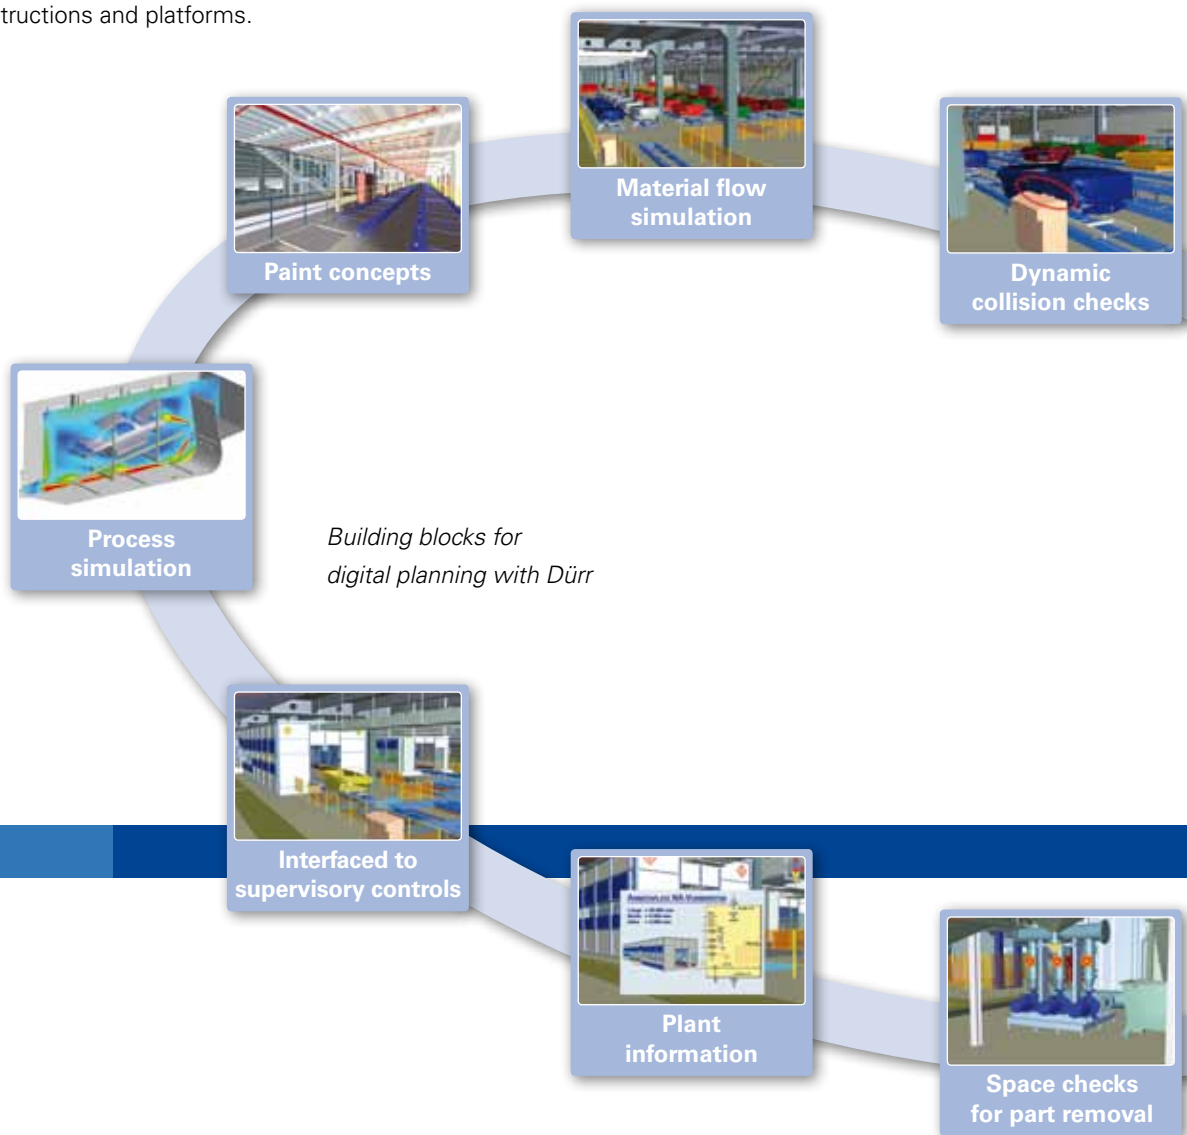 tructions and platforms.
Material flow
simulation
Paint concepts
Dynamic
collision checks
Process
simulation
Building blocks for
digital planning with Dürr
Interfaced to
supervisory controls
Plant
information
Space checks
for part removal